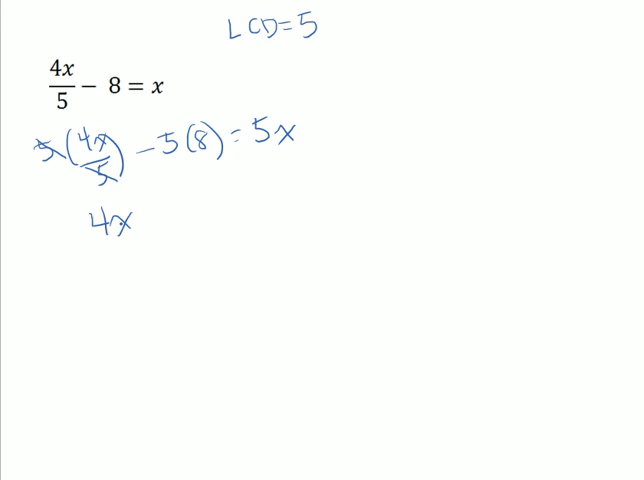 LCD=5
4x/5 − 8 = x
5(4x/5) − 5(8) = 5x
4x